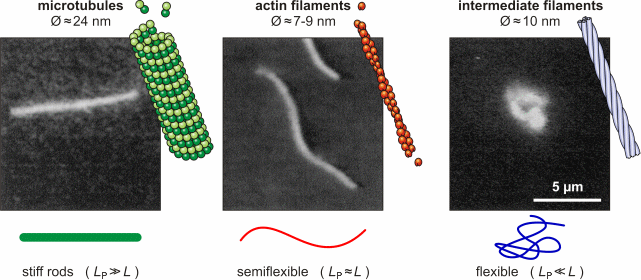 microtubules
Ø ≈24 nm
actin filaments
Ø ≈7-9 nm
intermediate filaments
Ø ≈10 nm
5 µm
stiff rods ( LP≫L )
semiflexible ( LP≈L )
flexible ( LP≪L )